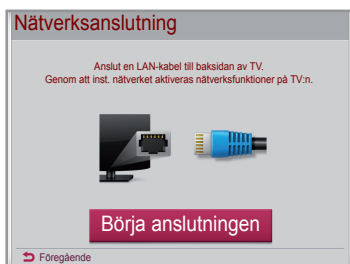 Nätverksanslutning
Anslut en LAN-kabel till baksidan av TV.
Genom att inst. nätverket aktiveras nätverksfunktioner på TV:n.
Börja anslutningen
Föregående